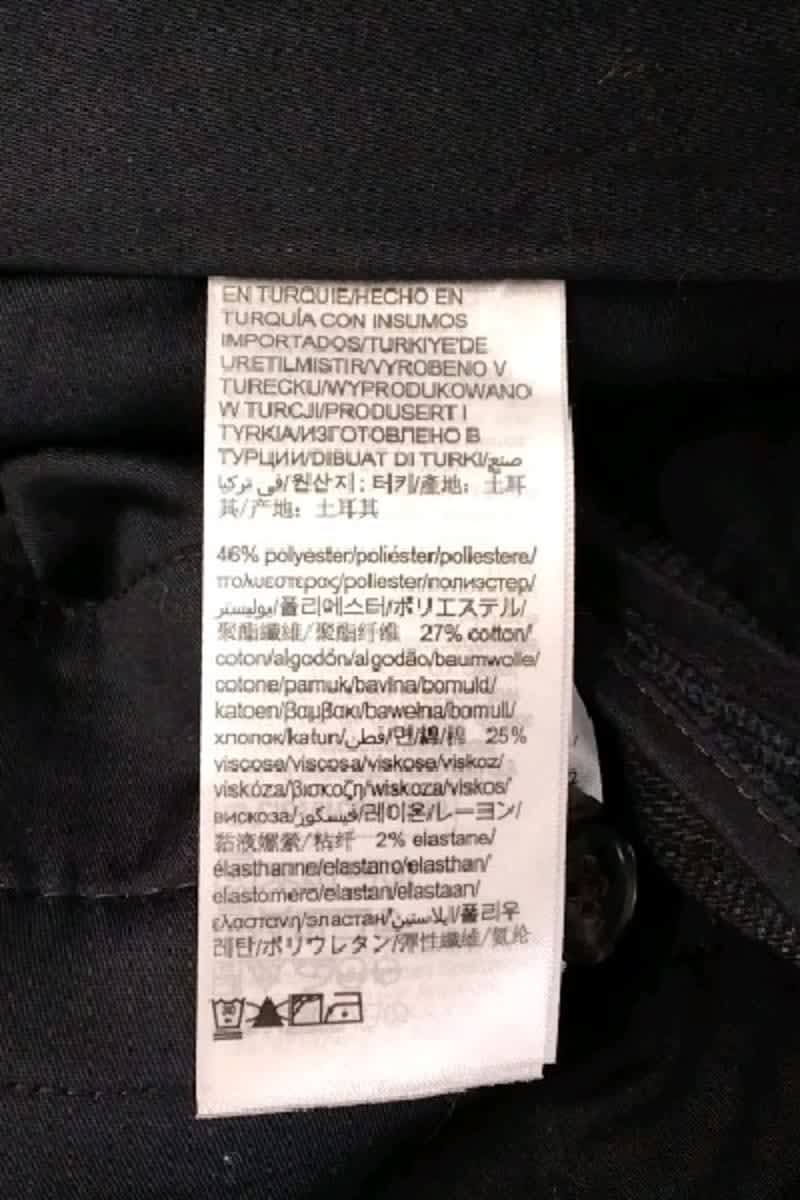 EN TURQUIE/HECHO EN
TURQUÍA CON INSUMOS
IMPORTADOS/TURKIYE'DE
URETILMISTIR/VYROBENO V
TURECKU/WYPRODUKOWANO
W TURCJI/PRODUSERT I
TYRKIA/ИЗГОТОВЛЕНО В
ТУРЦИИ/DIBUAT DI TURKI/صنع
في تركيا/원산지: 터키/產地: 土耳
其/产地: 土耳其
46% polyester/poliéster/poliestere/
πολυεστερας/poliester/полиэстер/
بوليستر/폴리에스터/ポリエステル/
聚酯纖維/聚酯纤维 27% cotton/
coton/algodón/algodão/baumwolle/
cotone/pamuk/bavlna/bomuld/
katoen/βαμβακι/bawełna/bomull/
хлопок/katun/قطن/면/綿/棉 25%
viscose/viscosa/viskose/viskoz/
viskóza/βισκοζη/wiskoza/viskos/
вискоза/فيسكوز/레이온/レーヨン/
黏液嫘縈/粘纤 2% elastane/
élasthanne/elastano/elasthan/
elastomero/elastan/elastaan/
ελαστανη/эластан/ايلاستين/폴리우
레탄/ポリウレタン/彈性纖維/氨纶
30